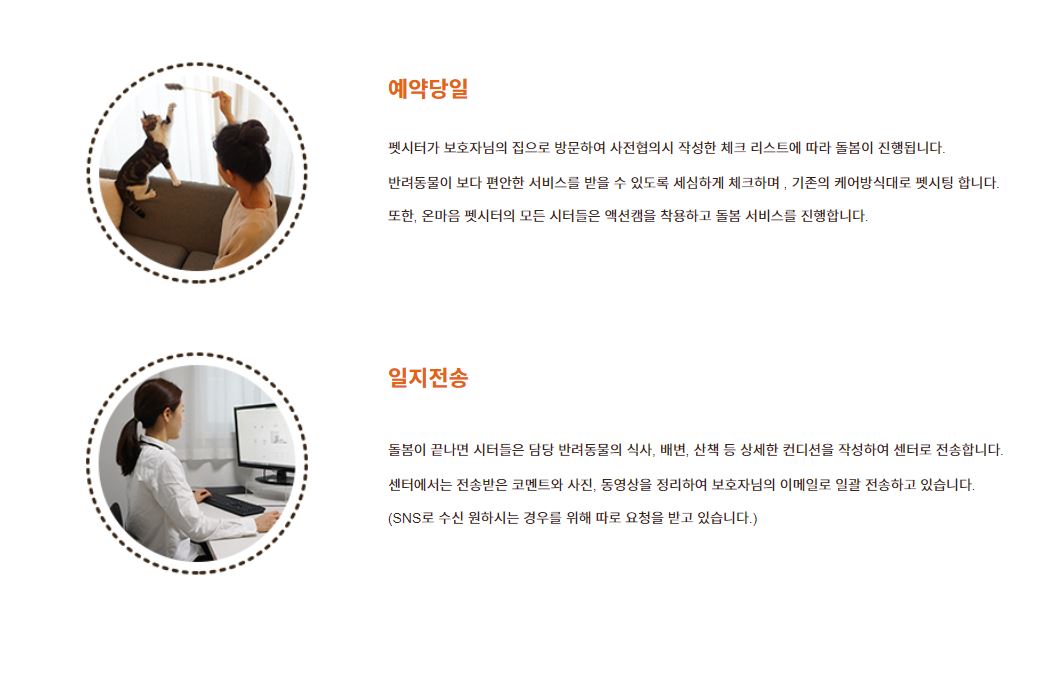 예약당일
펫시터가 보호자님의 집으로 방문하여 사전협의시 작성한 체크 리스트에 따라 돌봄이 진행됩니다.
반려동물이 보다 편안한 서비스를 받을 수 있도록 세심하게 체크하며 , 기존의 케어방식대로 펫시팅 합니다.
또한, 온마음 펫시터의 모든 시터들은 액션캠을 착용하고 돌봄 서비스를 진행합니다.
일지전송
돌봄이 끝나면 시터들은 담당 반려동물의 식사, 배변, 산책 등 상세한 컨디션을 작성하여 센터로 전송합니다.
센터에서는 전송받은 코멘트와 사진, 동영상을 정리하여 보호자님의 이메일로 일괄 전송하고 있습니다.
(SNS로 수신 원하시는 경우를 위해 따로 요청을 받고 있습니다.)